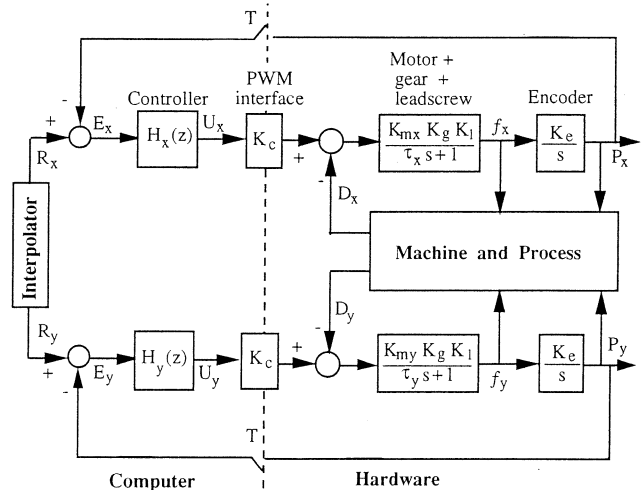 T
Motor +
gear +
leadscrew
PWM
interface
Controller
Encoder
-
+
E_x
H_x(z)
U_x
K_c
+
-
K_mx K_g K_l
τ_x s+1
f_x
K_e
s
P_x
R_x
D_x
Interpolator
Machine and Process
D_y
R_y
+
-
E_y
H_y(z)
U_y
K_c
+
-
K_my K_g K_l
τ_y s+1
f_y
K_e
s
P_y
T
Computer
Hardware